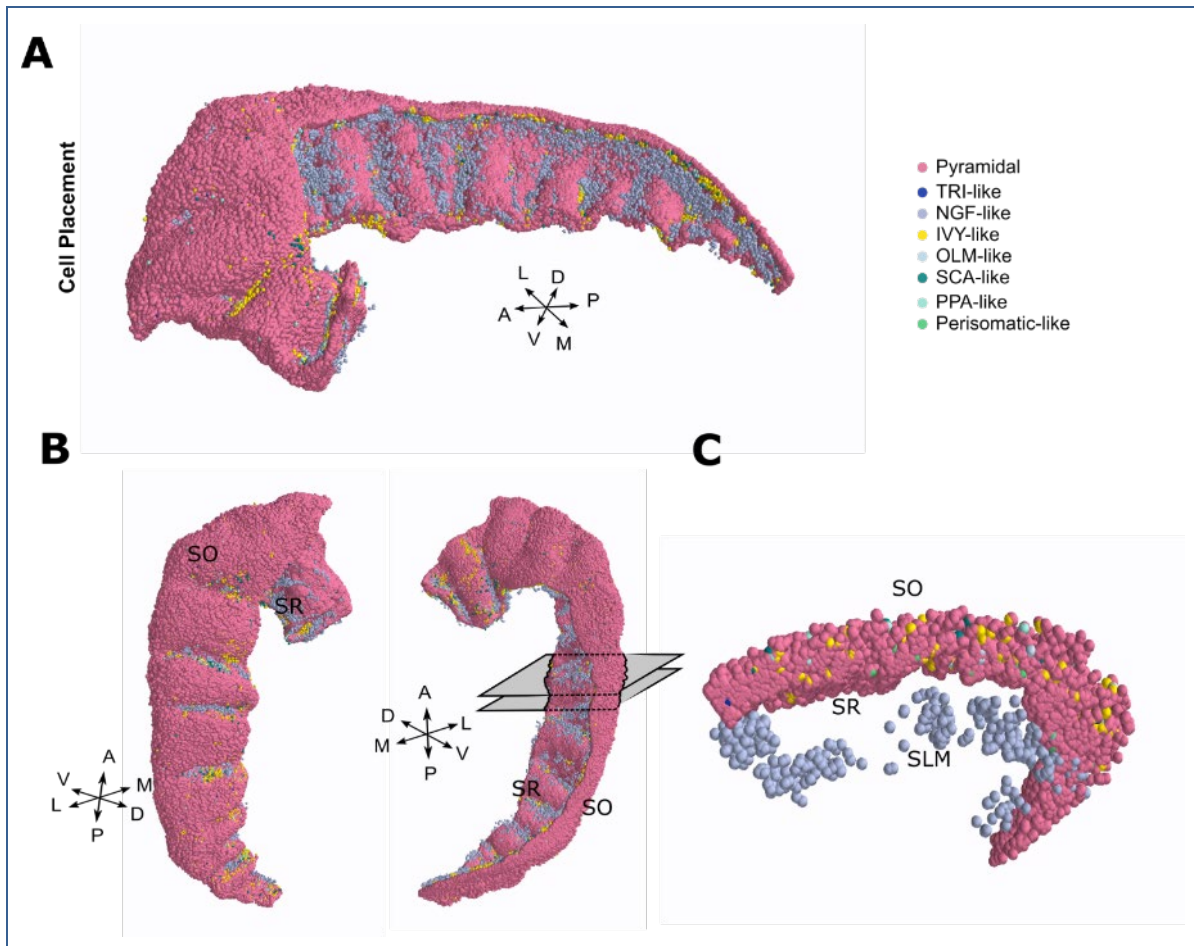 A
Cell Placement
L
D
A
P
V
M
Pyramidal
TRI-like
NGF-like
IVY-like
OLM-like
SCA-like
PPA-like
Perisomatic-like
B
SO
SR
A
V
M
L
D
P
A
D
L
M
V
P
SR
SO
C
SO
SR
SLM